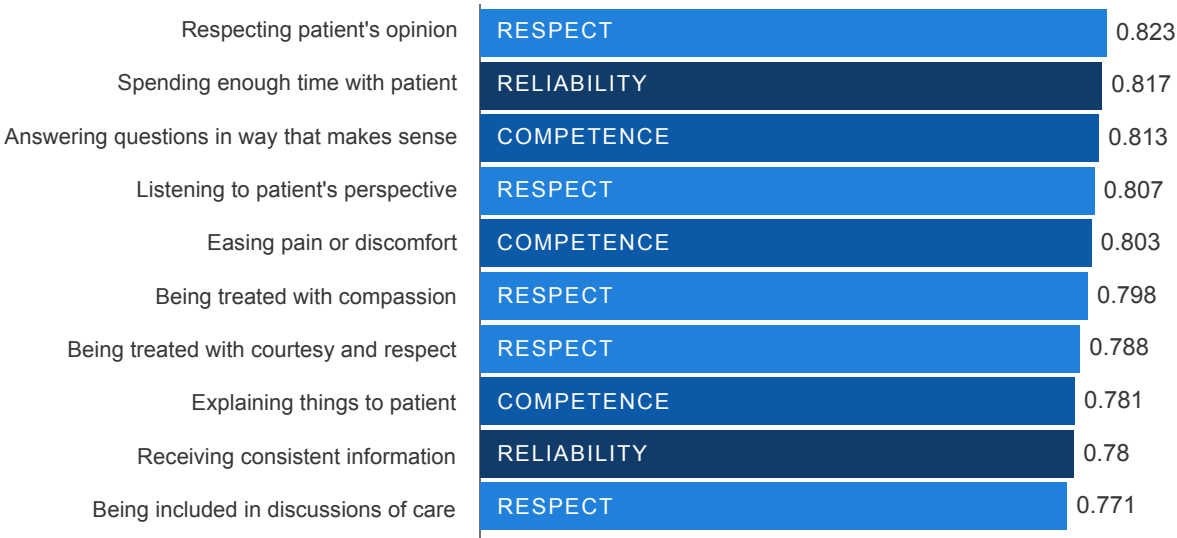 Respecting patient's opinion RESPECT 0.823
Spending enough time with patient RELIABILITY 0.817
Answering questions in way that makes sense COMPETENCE 0.813
Listening to patient's perspective RESPECT 0.807
Easing pain or discomfort COMPETENCE 0.803
Being treated with compassion RESPECT 0.798
Being treated with courtesy and respect RESPECT 0.788
Explaining things to patient COMPETENCE 0.781
Receiving consistent information RELIABILITY 0.78
Being included in discussions of care RESPECT 0.771